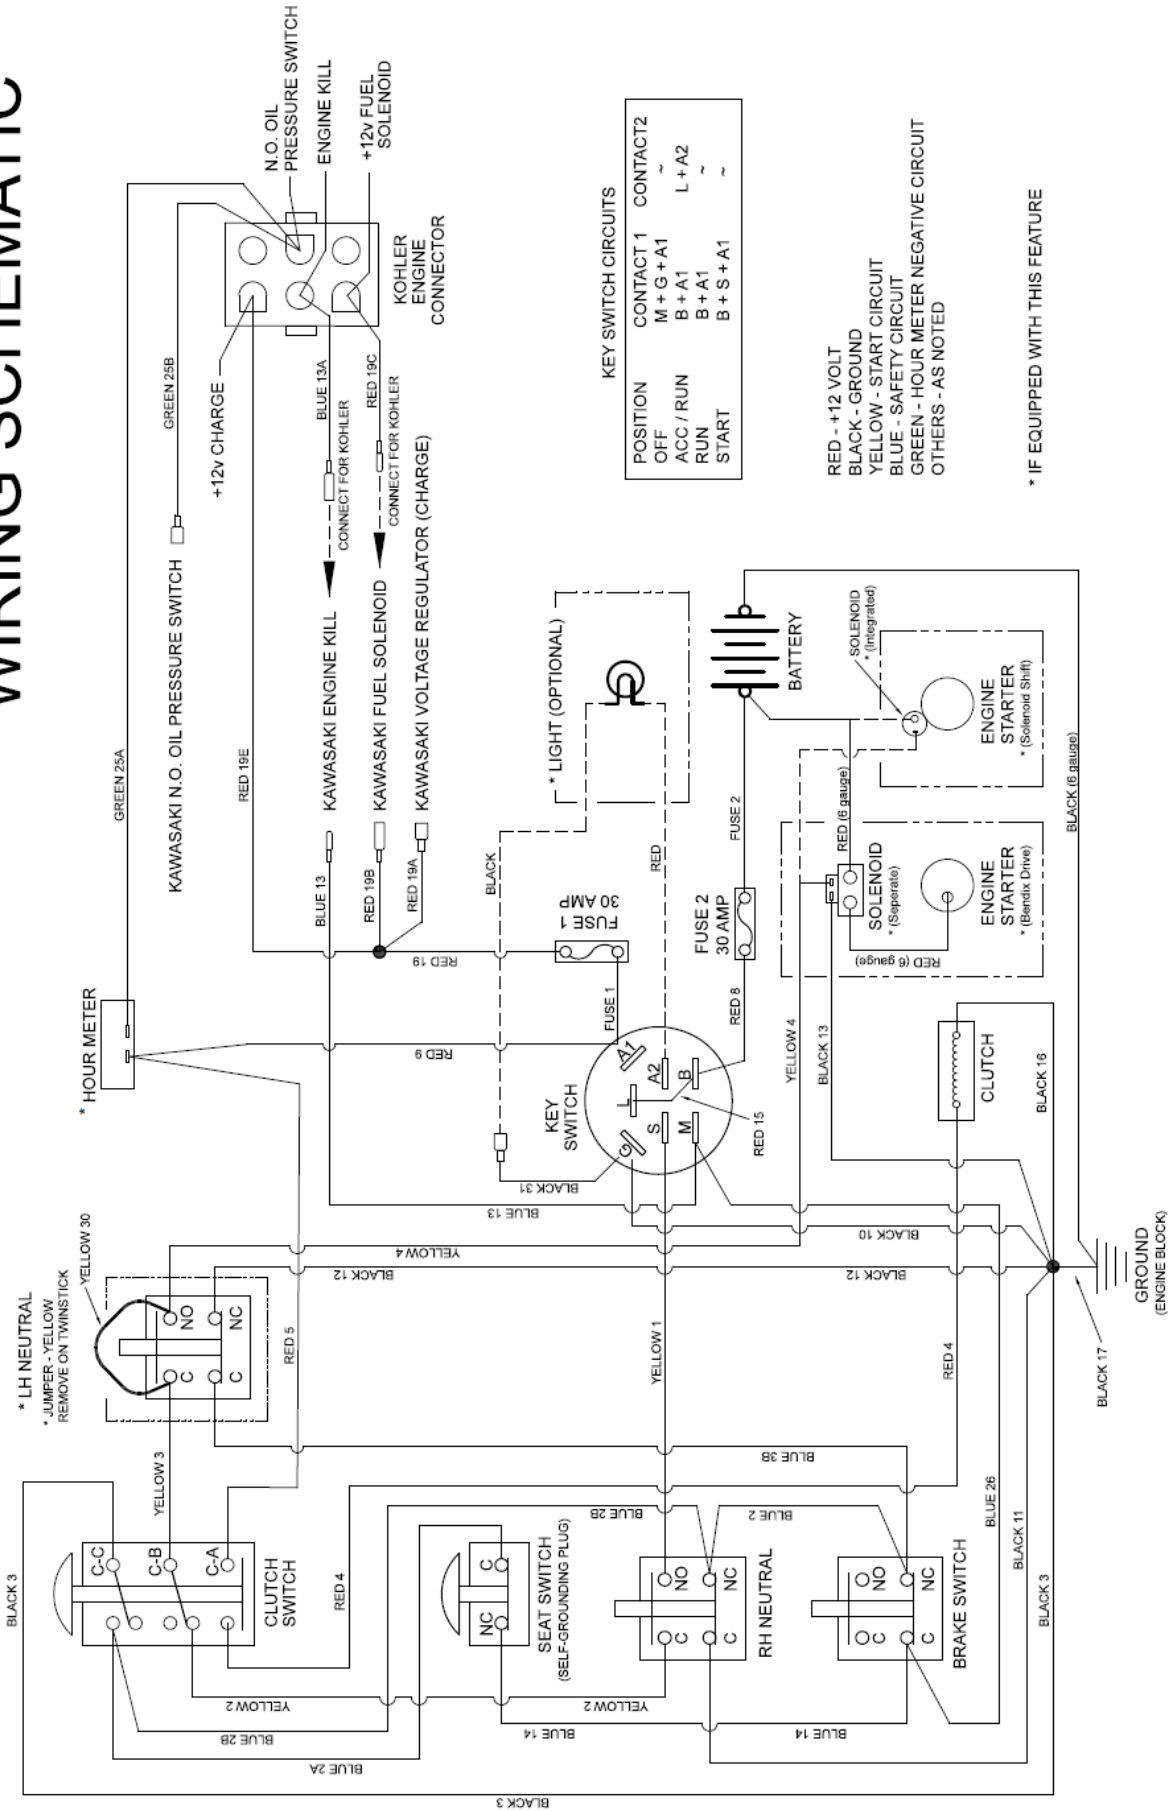 WIRING SCHEMATIC
* HOUR METER
GREEN 25A
GREEN 25B
KAWASAKI N.O. OIL PRESSURE SWITCH
+12v CHARGE
RED 19E
N.O. OIL
PRESSURE SWITCH
ENGINE KILL
+12v FUEL
SOLENOID
KOHLER
ENGINE
CONNECTOR
BLUE 13A
CONNECT FOR KOHLER
RED 19C
CONNECT FOR KOHLER
BLUE 13
KAWASAKI ENGINE KILL
RED 19B
KAWASAKI FUEL SOLENOID
RED 19A
KAWASAKI VOLTAGE REGULATOR (CHARGE)
RED 19
RED 9
* LH NEUTRAL
* JUMPER - YELLOW
REMOVE ON TWINSTICK
YELLOW 30
NO
NC
C
C
YELLOW 3
RED 5
YELLOW 4
BLACK 12
BLACK 12
BLACK 3
C-C
C-B
C-A
CLUTCH
SWITCH
RED 4
YELLOW 2
YELLOW 2
BLUE 2B
BLUE 2A
BLUE 2B
BLUE 2
BLUE 3B
C
NC
SEAT SWITCH
(SELF-GROUNDING PLUG)
BLUE 14
BLUE 14
BLACK 3
NO
NC
C
C
RH NEUTRAL
NO
NC
C
C
BRAKE SWITCH
YELLOW 1
RED 4
BLUE 26
BLACK 11
BLACK 3
BLACK 17
BLACK 10
BLUE 13
BLACK 31
BLACK
RED
KEY
SWITCH
A1
A2
B
L
G
S
M
RED 15
FUSE 1
FUSE 1
30 AMP
RED 8
FUSE 2
30 AMP
FUSE 2
* LIGHT (OPTIONAL)
BATTERY
YELLOW 4
BLACK 13
RED (6 gauge)
SOLENOID
* (Seperate)
RED (6 gauge)
ENGINE
STARTER
* (Bendix Drive)
SOLENOID
* (Integrated)
ENGINE
STARTER
* (Solenoid Shift)
BLACK (6 gauge)
CLUTCH
BLACK 16
GROUND
(ENGINE BLOCK)
KEY SWITCH CIRCUITS
POSITION CONTACT 1 CONTACT2
OFF M + G + A1 ~
ACC / RUN B + A1 L + A2
RUN B + A1 ~
START B + S + A1 ~
RED - +12 VOLT
BLACK - GROUND
YELLOW - START CIRCUIT
BLUE - SAFETY CIRCUIT
GREEN - HOUR METER NEGATIVE CIRCUIT
OTHERS - AS NOTED
* IF EQUIPPED WITH THIS FEATURE